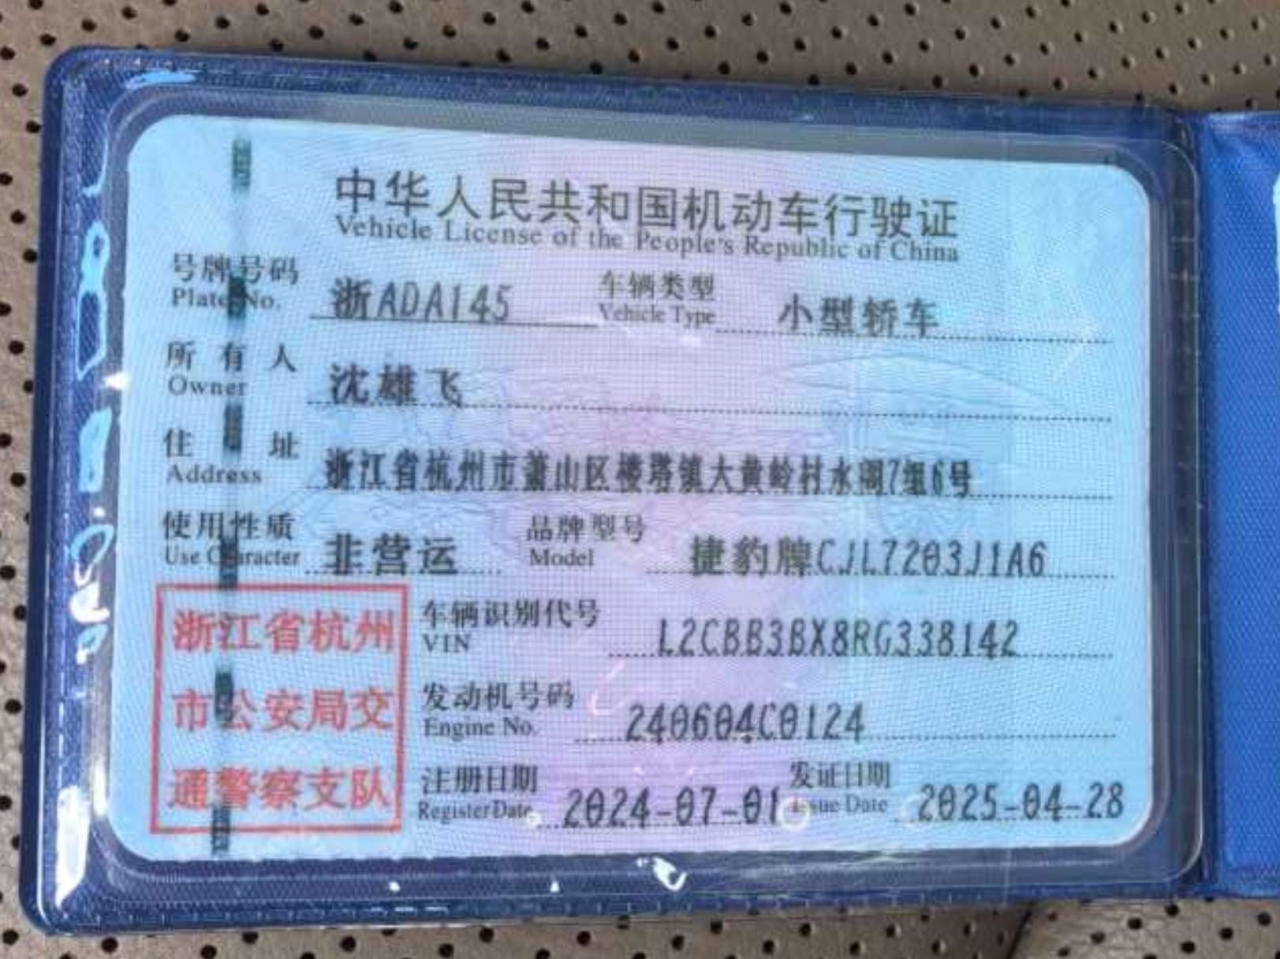 中华人民共和国机动车行驶证
Vehicle License of the People's Republic of China
号牌号码 浙ADA145 车辆类型 小型轿车
Plate No. Vehicle Type
所有人 沈雄飞
Owner
住址 浙江省杭州市萧山区楼塔镇大黄岭村水阁7组6号
Address
使用性质 非营运 品牌型号 捷豹牌CJL7203J1A6
Use Character Model
浙江省杭州
市公安局交
通警察支队
车辆识别代号 L2CBB3BX8RG338142
VIN
发动机号码 240604C0124
Engine No.
注册日期 2024-07-01 发证日期 2025-04-28
Register Date Issue Date